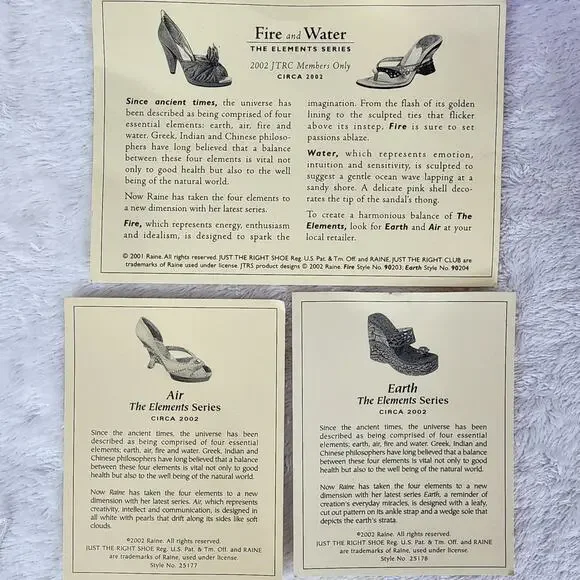 Fire and Water
THE ELEMENTS SERIES
2002 JTRC Members Only
CIRCA 2002
Since ancient times, the universe has
been described as being comprised of four
essential elements: earth, air, fire and
water. Greek, Indian and Chinese philoso-
phers have long believed that a balance
between these four elements is vital not
only to good health but also to the well
being of the natural world.
Now Raine has taken the four elements to
a new dimension with her latest series.
Fire, which represents energy, enthusiasm
and idealism, is designed to spark the
imagination. From the flash of its golden
lining to the sculpted ties that flicker
above its instep. Fire is sure to set
passions ablaze.
Water, which represents emotion,
intuition and sensitivity, is sculpted to
suggest a gentle ocean wave lapping at a
sandy shore. A delicate pink shell deco-
rates the tip of the sandal's thong.
To create a harmonious balance of The
Elements, look for Earth and Air at your
local retailer.
© 2001 Raine. All rights reserved. JUST THE RIGHT SHOE Reg. U.S. Pat. & Tm. Off. and RAINE, JUST THE RIGHT CLUB are
trademarks of Raine used under license. JTRS product designs © 2002 Raine. Fire Style No. 90203; Earth Style No. 90204
Air
The Elements Series
CIRCA 2002
Since the ancient times, the universe has been
described as being comprised of four essential
elements; earth, air, fire and water. Greek, Indian and
Chinese philosophers have long believed that a balance
between these four elements is vital not only to good
health but also to the well being of the natural world.
Now Raine has taken the four elements to a new
dimension with her latest series. Air, which represents
creativity, intellect and communication, is designed in
all white with pearls that drift along its sides like soft
clouds.
©2002 Raine. All rights reserved.
JUST THE RIGHT SHOE Reg. U.S. Pat. & Tm. Off. and RAINE
are trademarks of Raine, used under license.
Style No. 25177
Earth
The Elements Series
CIRCA 2002
Since the ancient times, the universe has been
described as being comprised of four essential
elements; earth, air, fire and water. Greek, Indian and
Chinese philosophers have long believed that a balance
between these four elements is vital not only to good
health but also to the well being of the natural world.
Now Raine has taken the four elements to a new
dimension with her latest series Earth, a reminder of
creation's everyday miracles, is designed with a leafy,
cut out pattern on its ankle strap and a wedge sole that
depicts the earth's strata.
©2002 Raine. All rights reserved.
JUST THE RIGHT SHOE Reg. U.S. Pat. & Tm. Off. and RAINE
are trademarks of Raine, used under license.
Style No. 25178